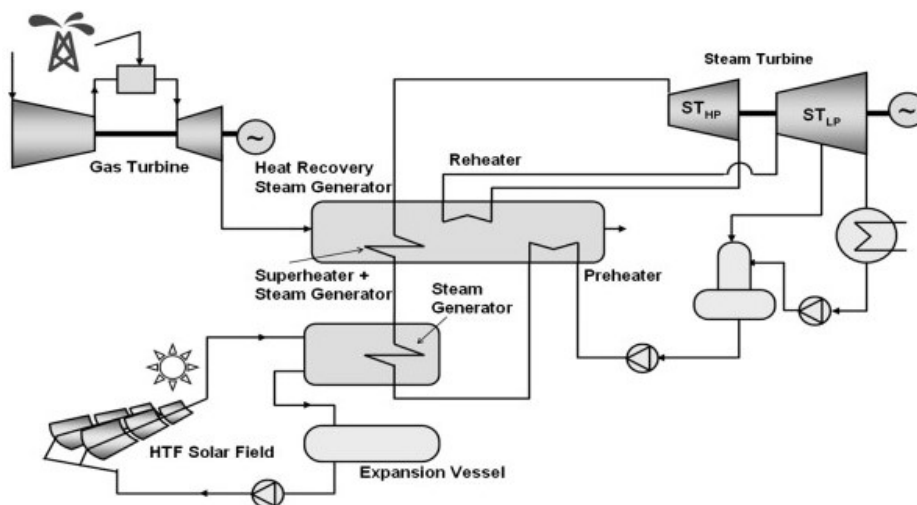 Steam Turbine
ST_HP
ST_LP
~
~
Gas Turbine
Heat Recovery
Steam Generator
Reheater
Superheater +
Steam Generator
Preheater
Steam
Generator
HTF Solar Field
Expansion Vessel